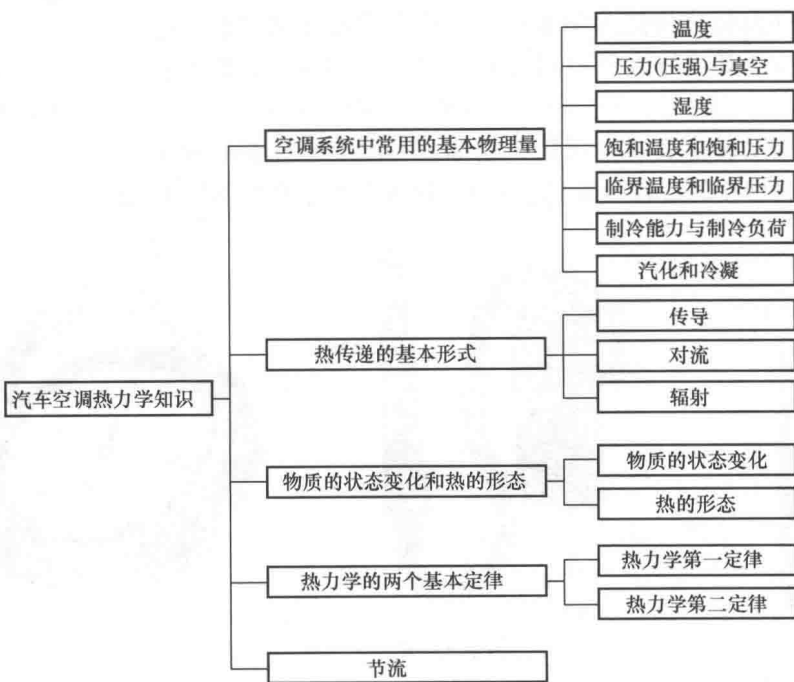 汽车空调热力学知识
空调系统中常用的基本物理量
温度
压力(压强)与真空
湿度
饱和温度和饱和压力
临界温度和临界压力
制冷能力与制冷负荷
汽化和冷凝
热传递的基本形式
传导
对流
辐射
物质的状态变化和热的形态
物质的状态变化
热的形态
热力学的两个基本定律
热力学第一定律
热力学第二定律
节流